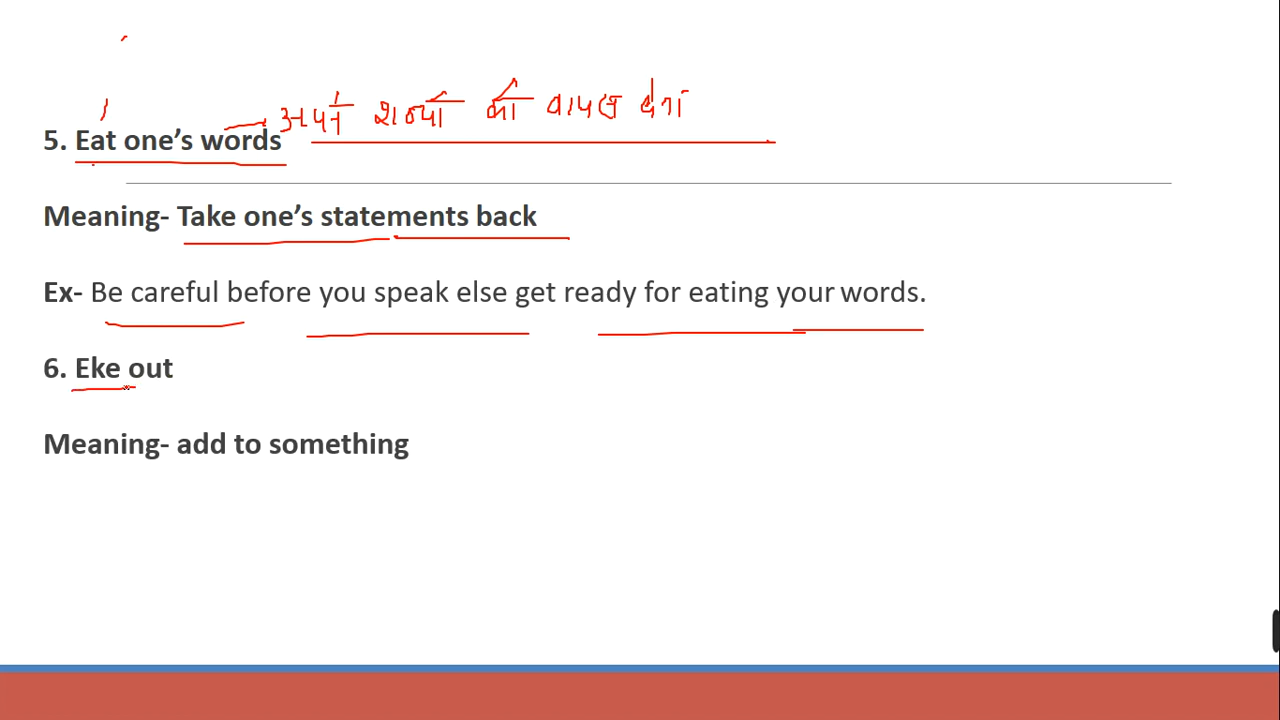 अपने शब्दों को वापस
5. Eat one’s words
Meaning- Take one’s statements back
Ex- Be careful before you speak else get ready for eating your words.
6. Eke out
Meaning- add to something